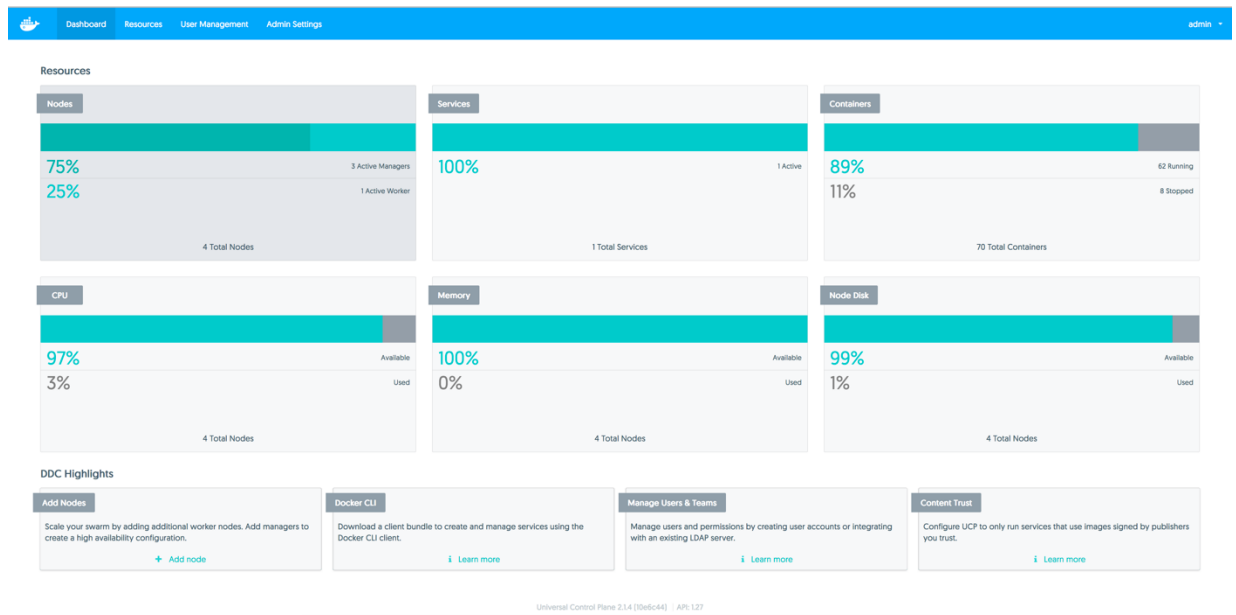 Dashboard Resources User Management Admin Settings admin
Resources
Nodes
75% 3 Active Managers
25% 1 Active Worker
4 Total Nodes
Services
100% 1 Active
1 Total Services
Containers
89% 62 Running
11% 8 Stopped
70 Total Containers
CPU
97% Available
3% Used
4 Total Nodes
Memory
100% Available
0% Used
4 Total Nodes
Node Disk
99% Available
1% Used
4 Total Nodes
DDC Highlights
Add Nodes
Scale your swarm by adding additional worker nodes. Add managers to
create a high availability configuration.
+ Add node
Docker CLI
Download a client bundle to create and manage services using the
Docker CLI client.
i Learn more
Manage Users & Teams
Manage users and permissions by creating user accounts or integrating
with an existing LDAP server.
i Learn more
Content Trust
Configure UCP to only run services that use images signed by publishers
you trust.
i Learn more
Universal Control Plane 2.1.4 (10e6c44) | API: 1.27